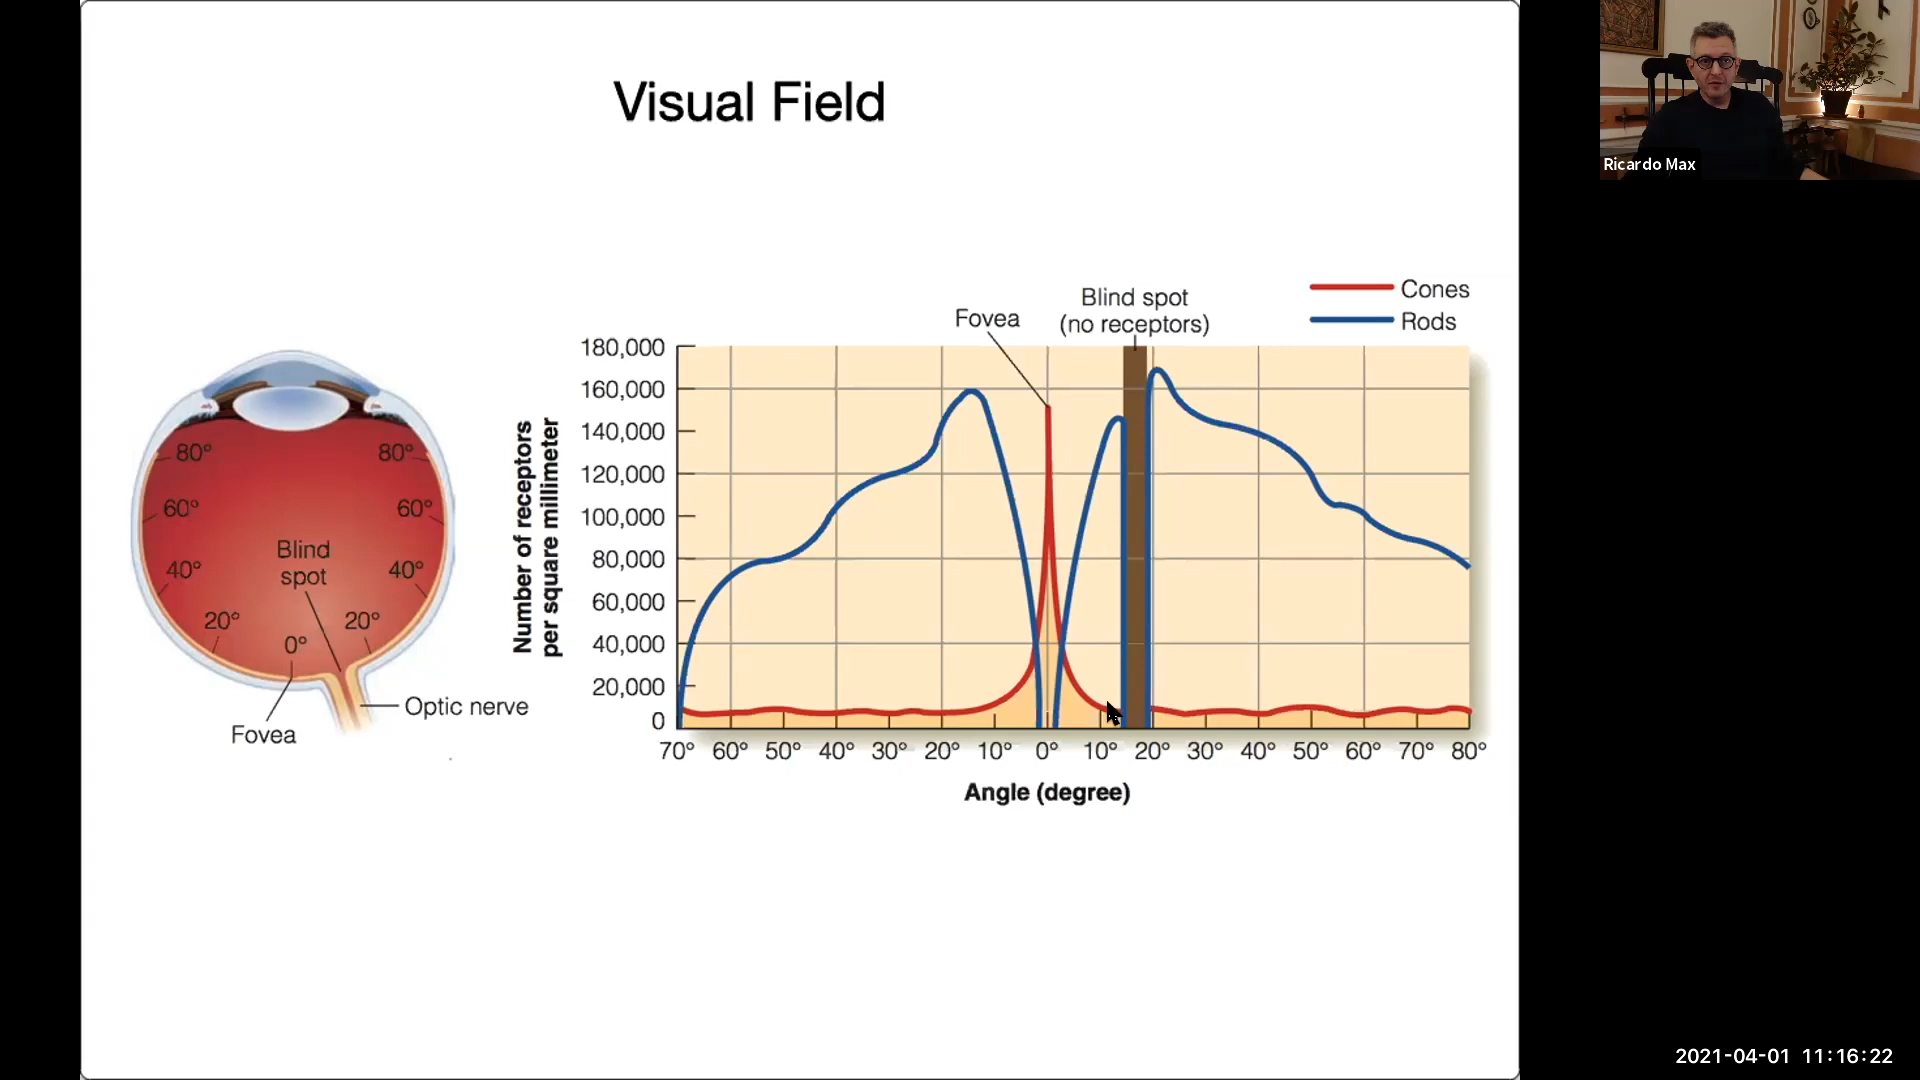 Visual Field
Ricardo Max
80°
80°
60°
60°
Blind
spot
40°
40°
20°
20°
0°
Optic nerve
Fovea
Cones
Rods
Blind spot
(no receptors)
Fovea
Number of receptors
per square millimeter
180,000
160,000
140,000
120,000
100,000
80,000
60,000
40,000
20,000
0
70° 60° 50° 40° 30° 20° 10° 0° 10° 20° 30° 40° 50° 60° 70° 80°
Angle (degree)
2021-04-01 11:16:22